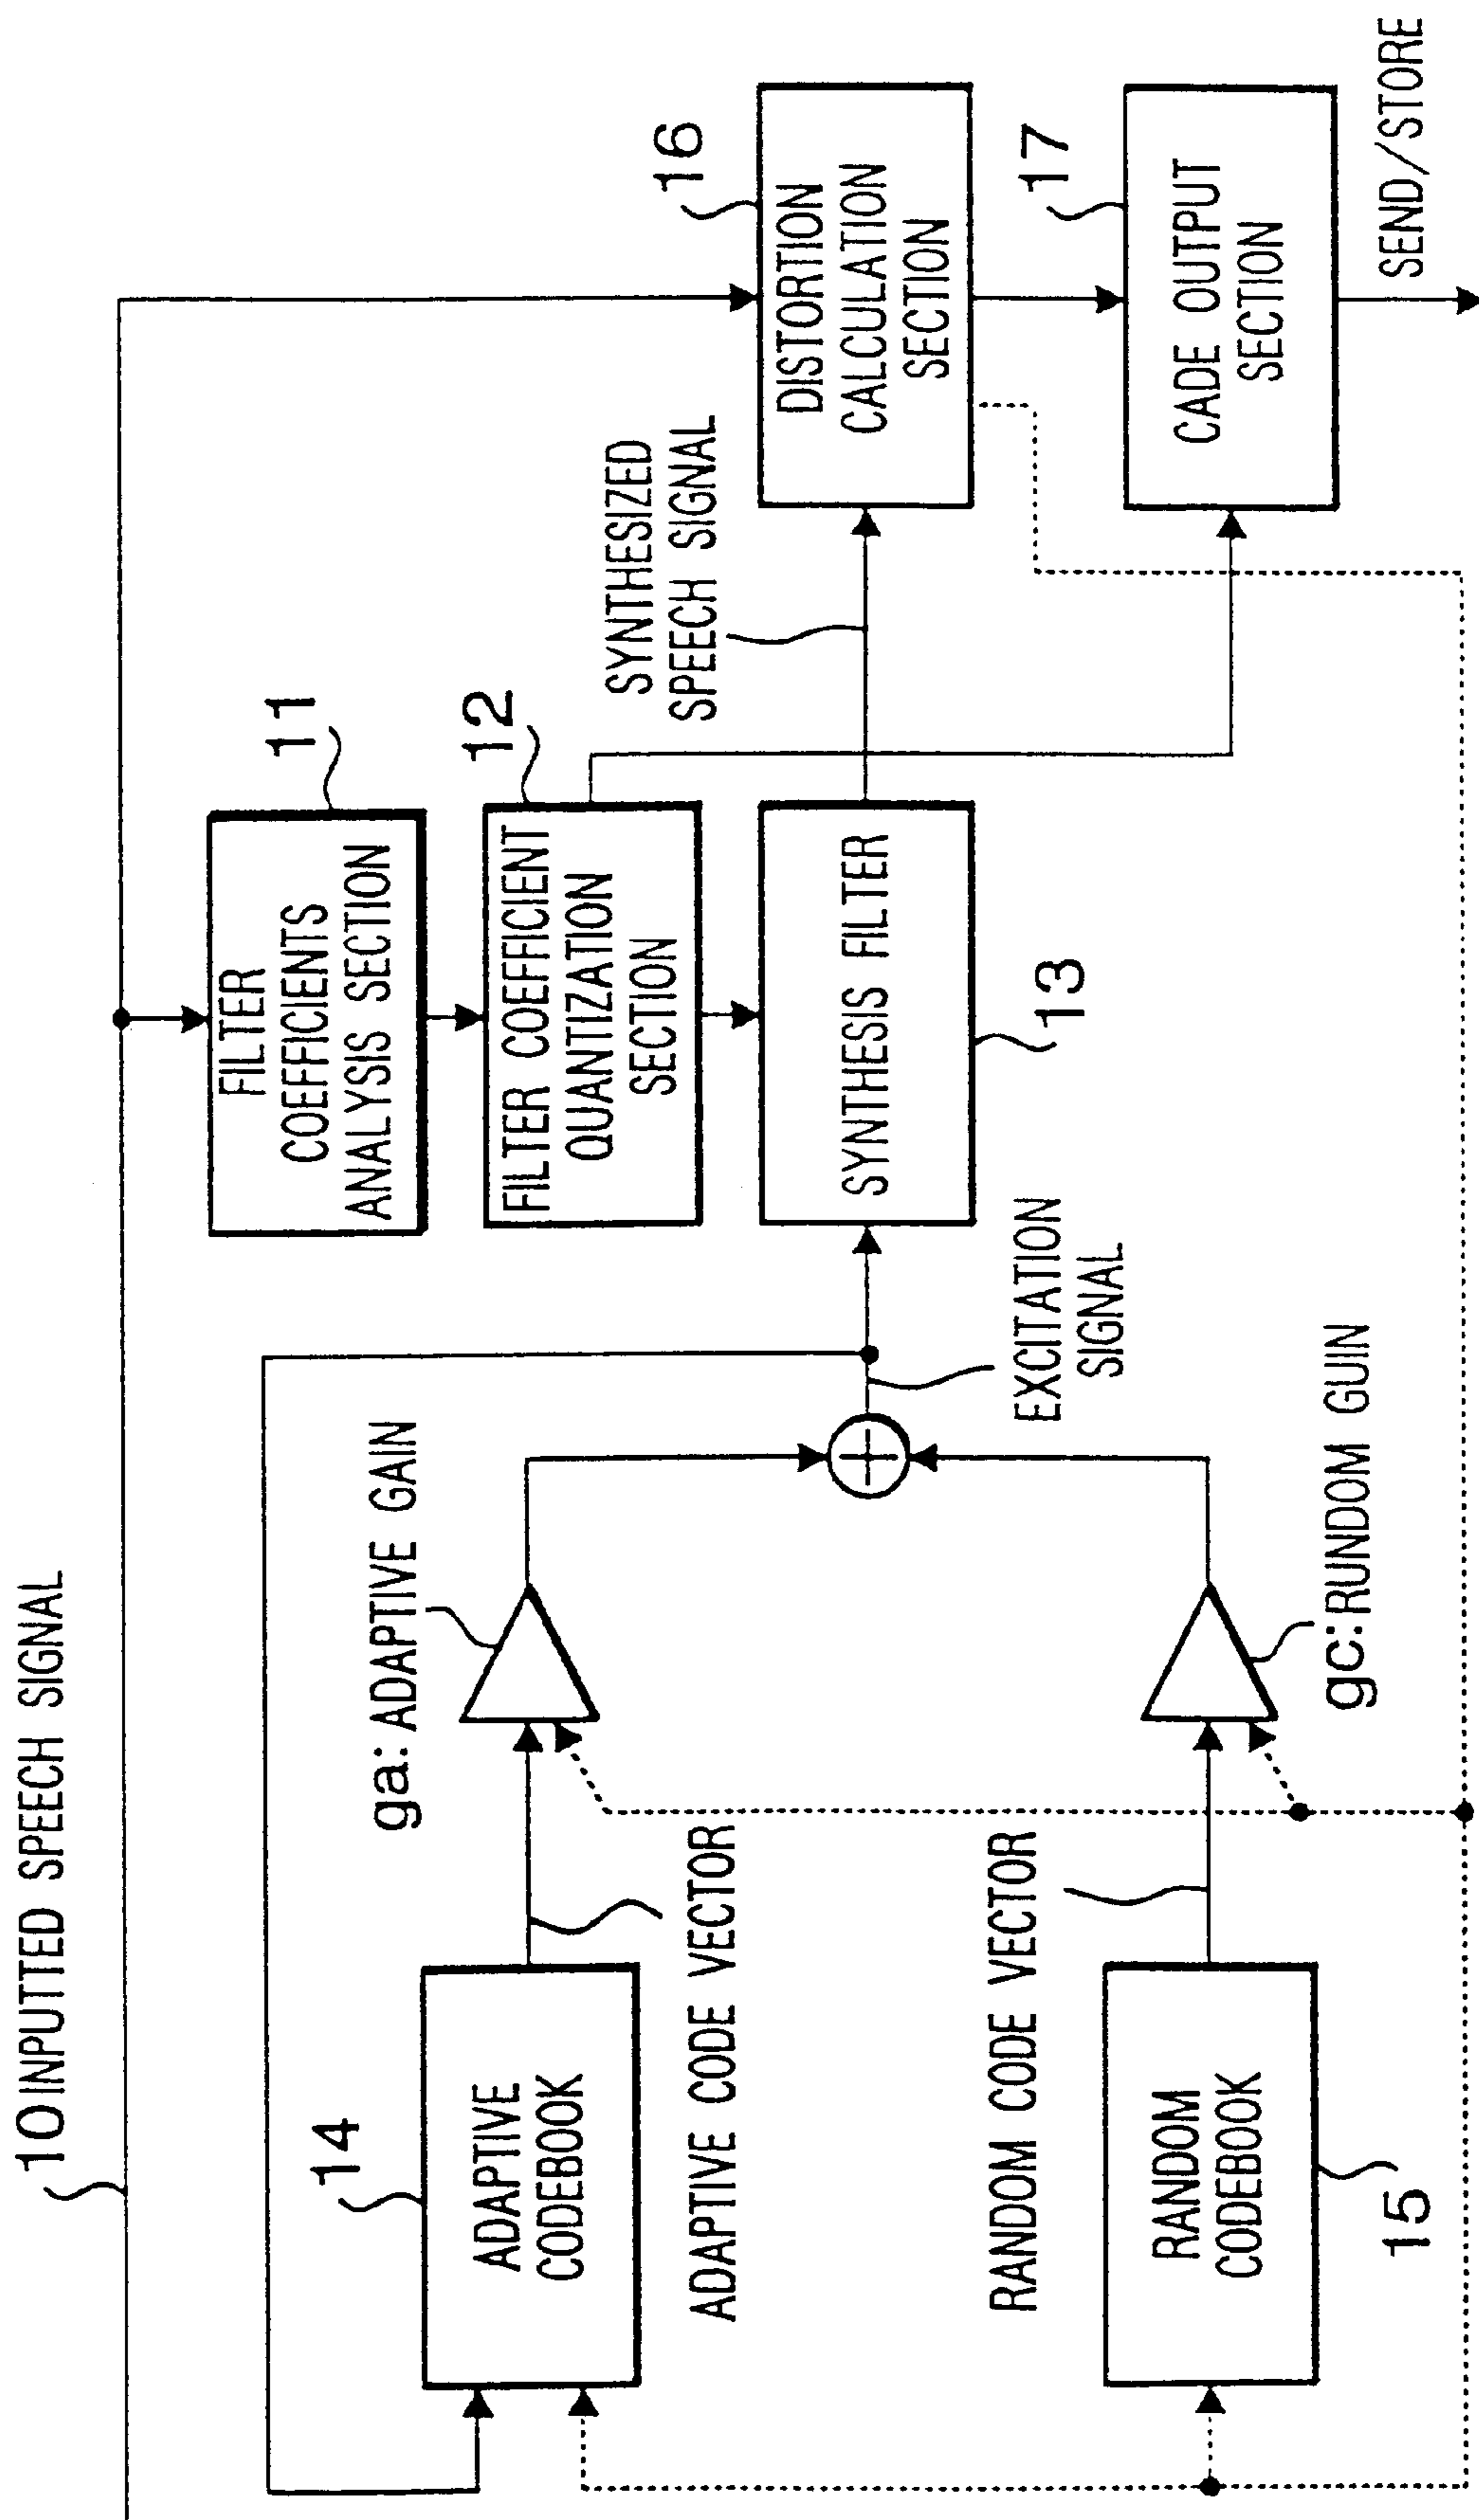 10 INPUTTED SPEECH SIGNAL
11
FILTER
COEFFICIENTS
ANALYSIS SECTION
12
FILTER COEFFICIENT
QUANTIZATION
SECTION
SYNTHESIS FILTER
13
14
ADAPTIVE
CODEBOOK
ga: ADAPTIVE GAIN
ADAPTIVE CODE VECTOR
EXCITATION
SIGNAL
SYNTHESIZED
SPEECH SIGNAL
16
DISTORTION
CALCULATION
SECTION
RANDOM CODE VECTOR
RANDOM
CODEBOOK
15
gc: RUNDOM GUIN
17
CADE OUTPUT
SECTION
SEND/STORE